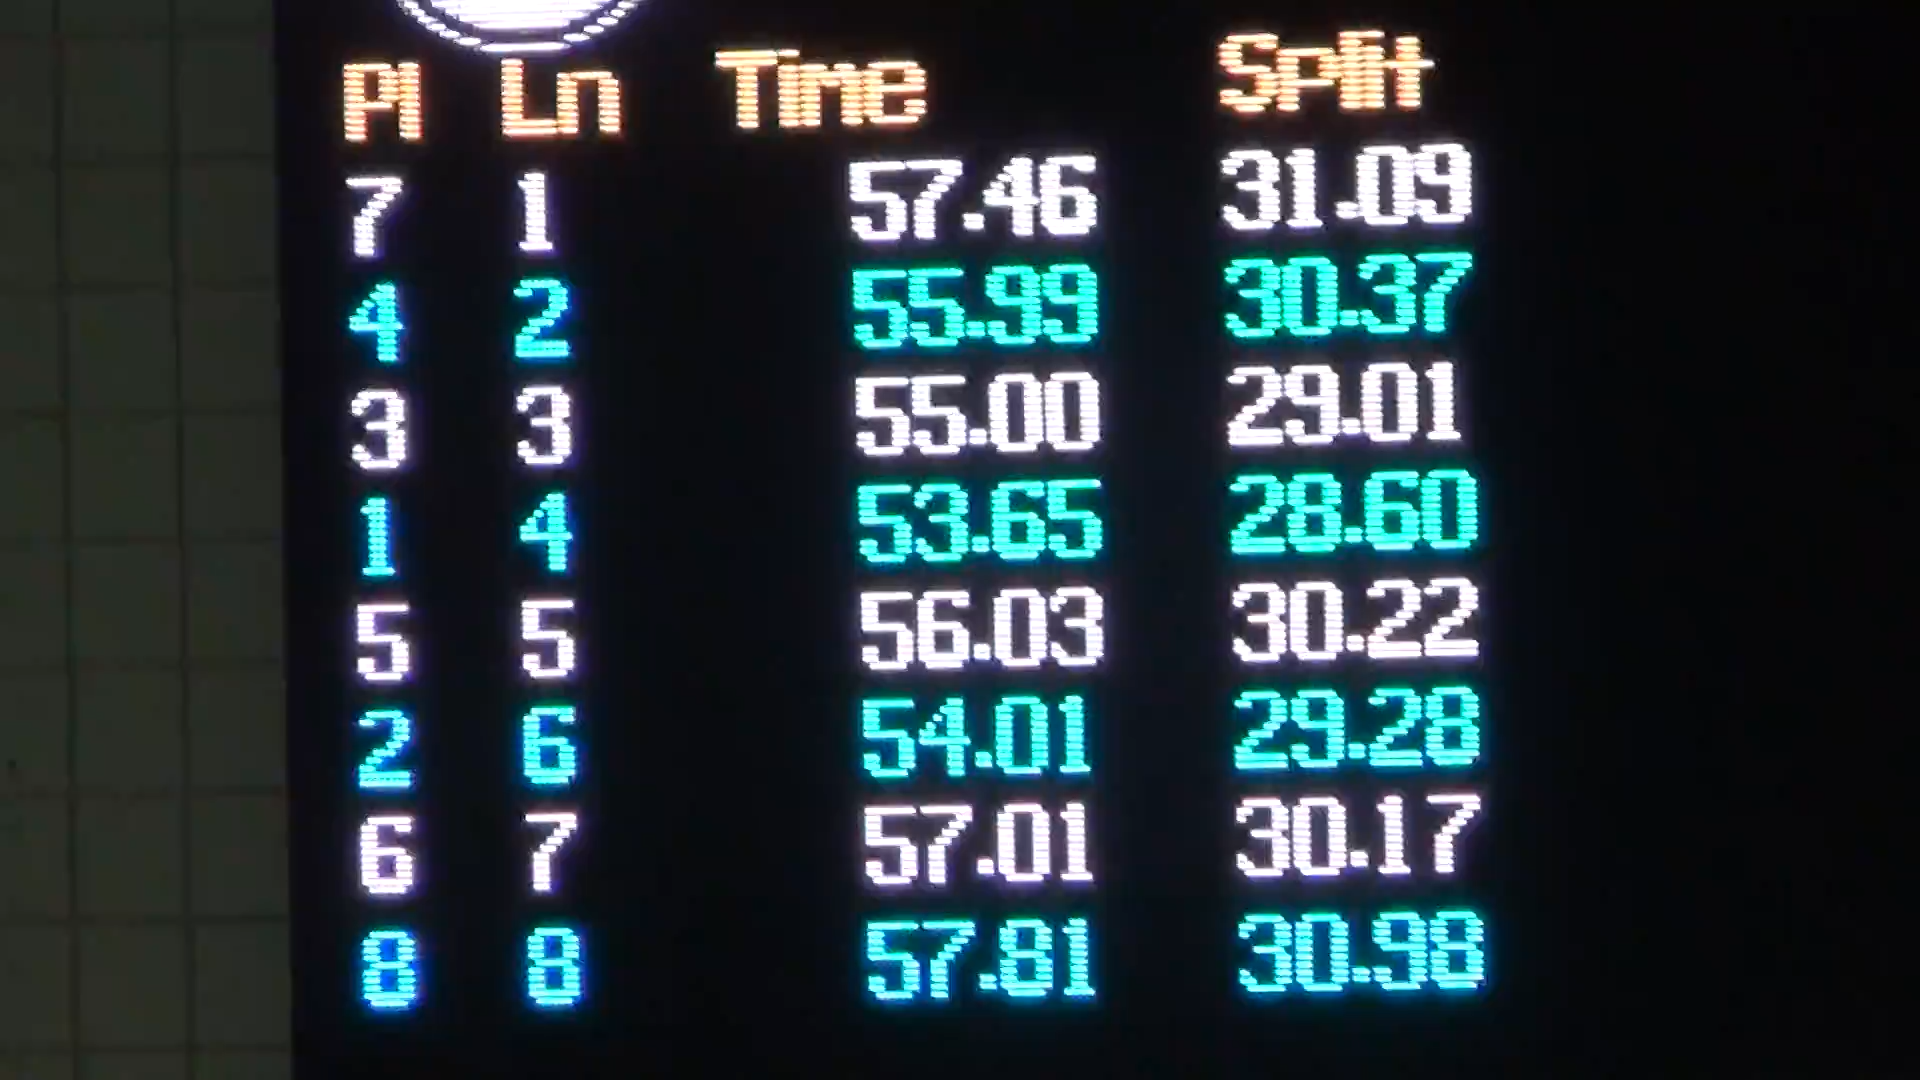 Pl Ln Time Split
7 1 57.46 31.09
4 2 55.99 30.37
3 3 55.00 29.01
1 4 53.65 28.60
5 5 56.03 30.22
2 6 54.01 29.28
6 7 57.01 30.17
8 8 57.81 30.98